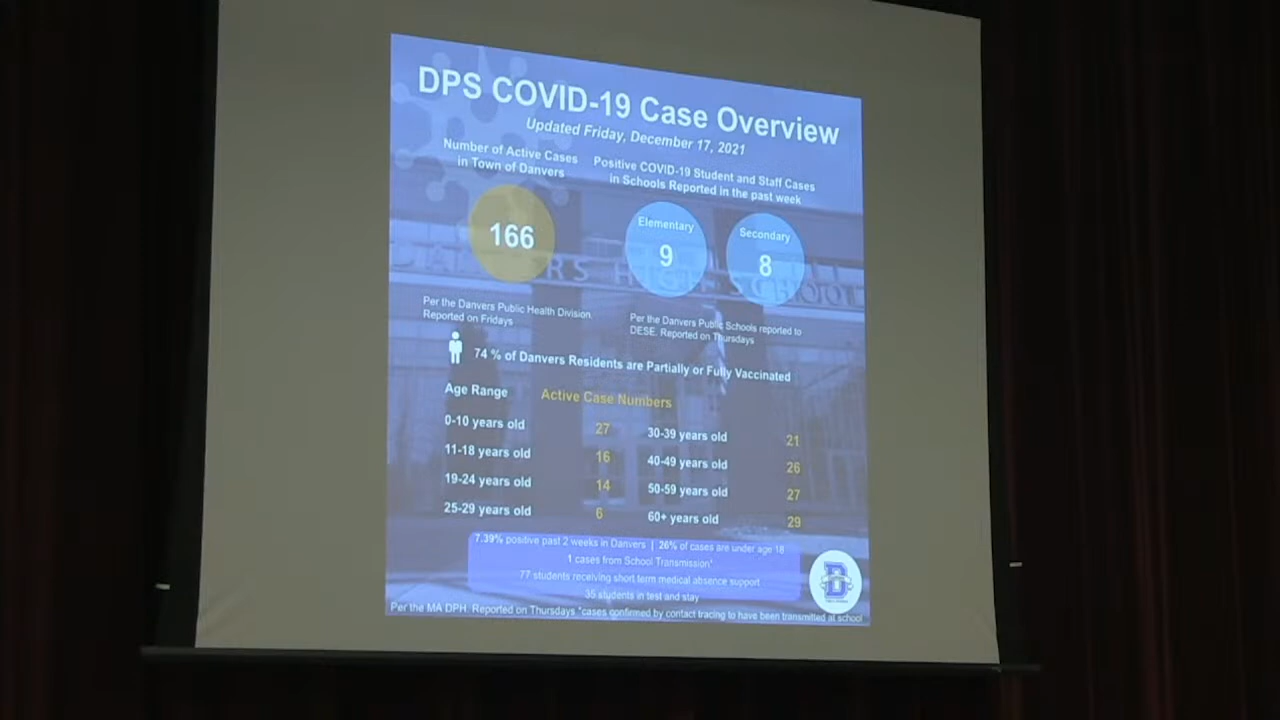 DPS COVID-19 Case Overview
Updated Friday, December 17, 2021
Number of Active Cases
in Town of Danvers
166
Positive COVID-19 Student and Staff Cases
in Schools Reported in the past week
Elementary
9
Secondary
8
DANVERS HIGH SCHOOL
Per the Danvers Public Health Division.
Reported on Fridays
Per the Danvers Public Schools reported to
DESE. Reported on Thursdays
74 % of Danvers Residents are Partially or Fully Vaccinated
Age Range Active Case Numbers
0-10 years old 27
11-18 years old 16
19-24 years old 14
25-29 years old 6
30-39 years old 21
40-49 years old 26
50-59 years old 27
60+ years old 29
7.39% positive past 2 weeks in Danvers | 26% of cases are under age 18
1 cases from School Transmission*
77 students receiving short term medical absence support
35 students in test and stay
D
Per the MA DPH. Reported on Thursdays *cases confirmed by contact tracing to have been transmitted at school